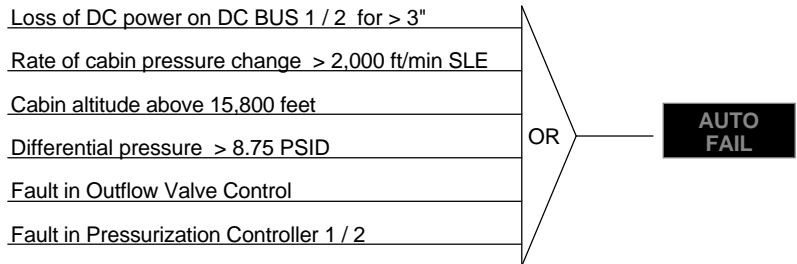 Loss of DC power on DC BUS 1 / 2 for > 3"
Rate of cabin pressure change > 2,000 ft/min SLE
Cabin altitude above 15,800 feet
Differential pressure > 8.75 PSID
Fault in Outflow Valve Control
Fault in Pressurization Controller 1 / 2
OR
AUTO
FAIL